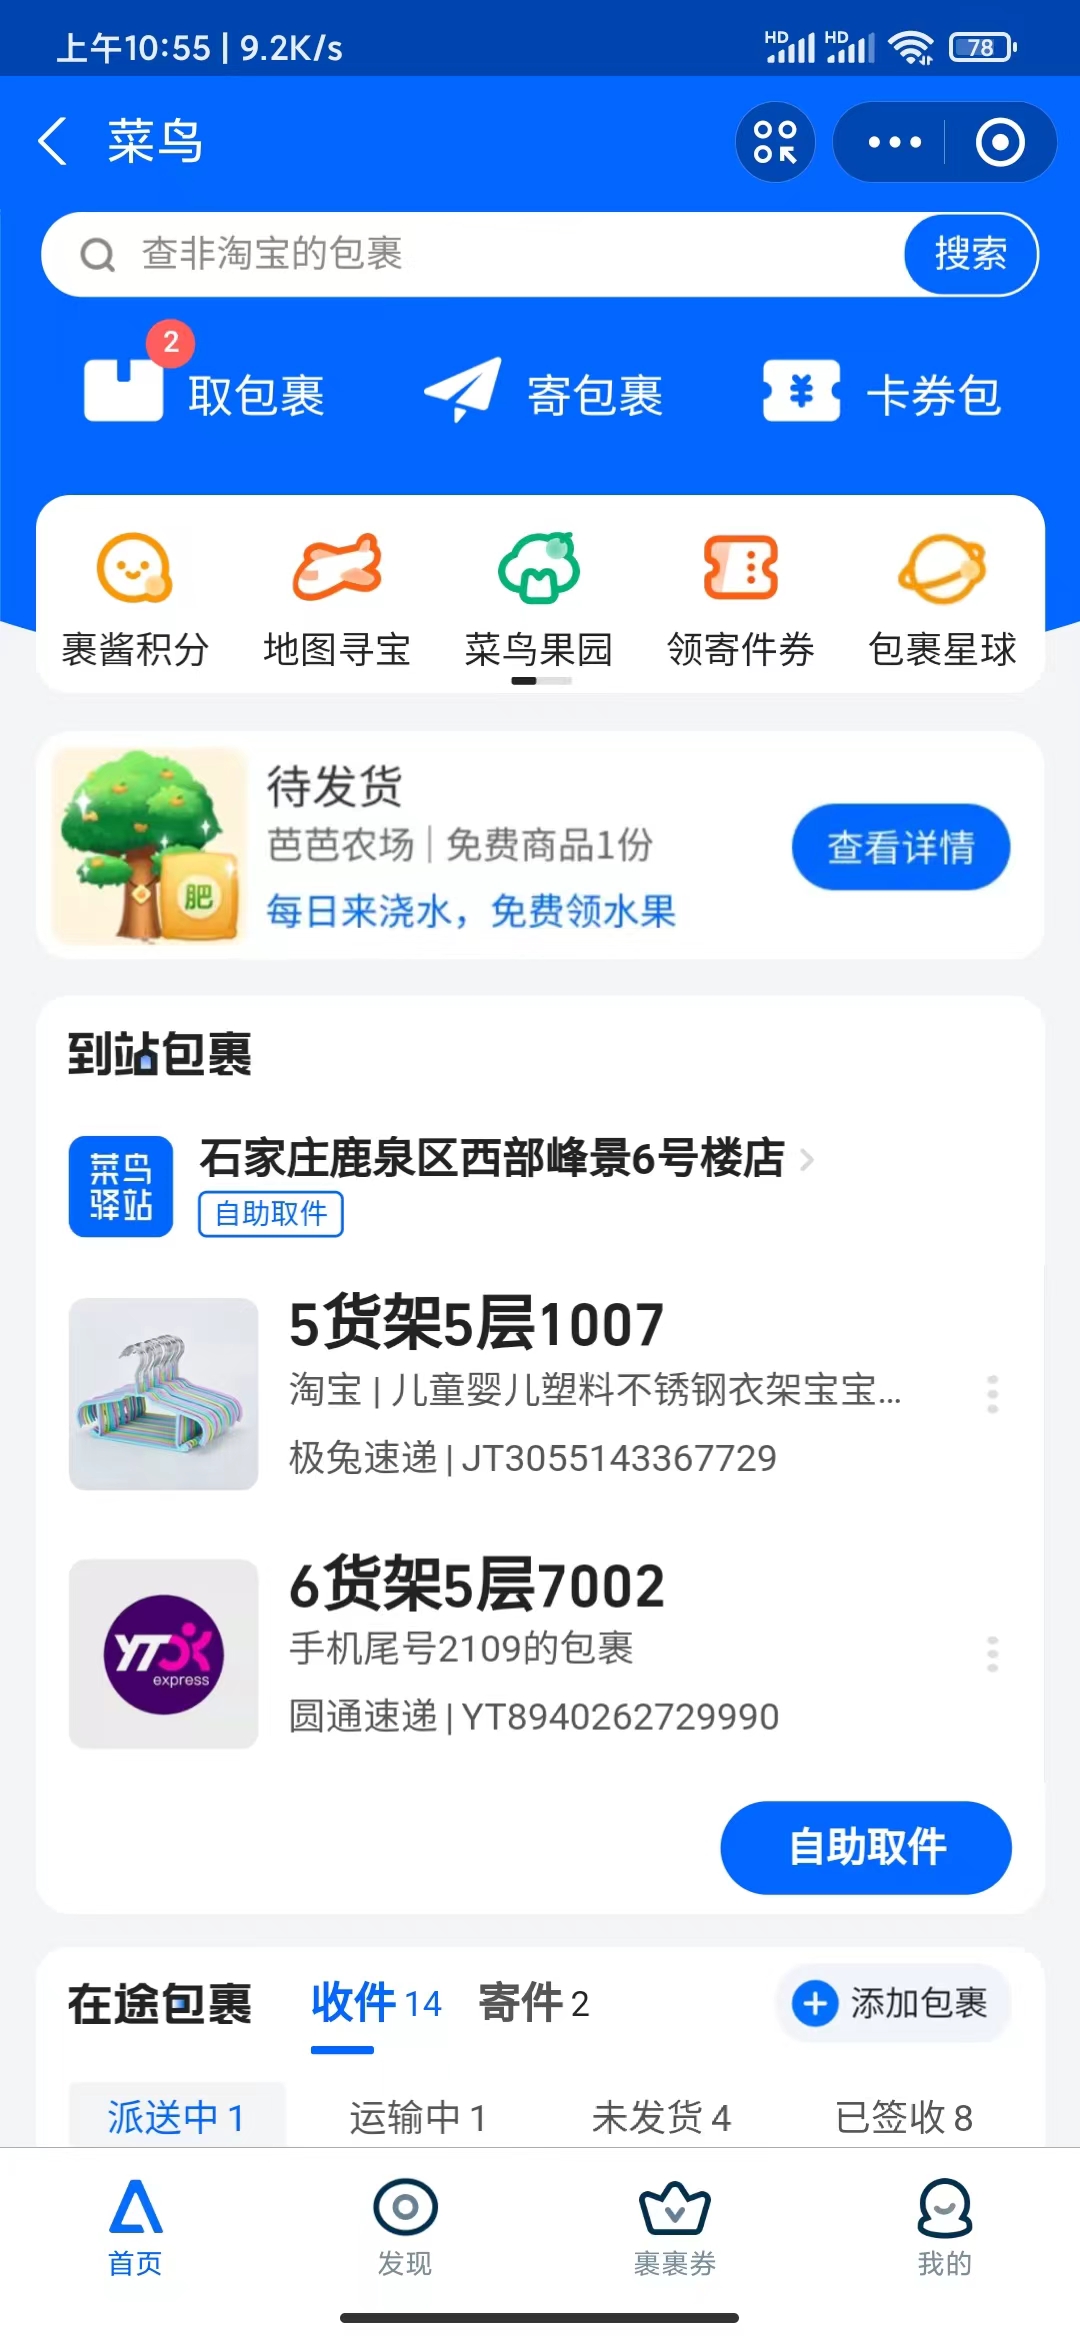 上午10:55 | 9.2K/s
HD HD 78
菜鸟
查非淘宝的包裹 搜索
2
取包裹 寄包裹 卡券包
裹酱积分 地图寻宝 菜鸟果园 领寄件券 包裹星球
待发货
芭芭农场 | 免费商品1份
查看详情
肥
每日来浇水，免费领水果
到站包裹
菜鸟
驿站
石家庄鹿泉区西部峰景6号楼店
自助取件
5货架5层1007
淘宝 | 儿童婴儿塑料不锈钢衣架宝宝...
极兔速递 | JT3055143367729
YTO
express
6货架5层7002
手机尾号2109的包裹
圆通速递 | YT8940262729990
自助取件
在途包裹 收件 14 寄件 2 添加包裹
派送中 1 运输中 1 未发货 4 已签收 8
首页 发现 裹裹券 我的